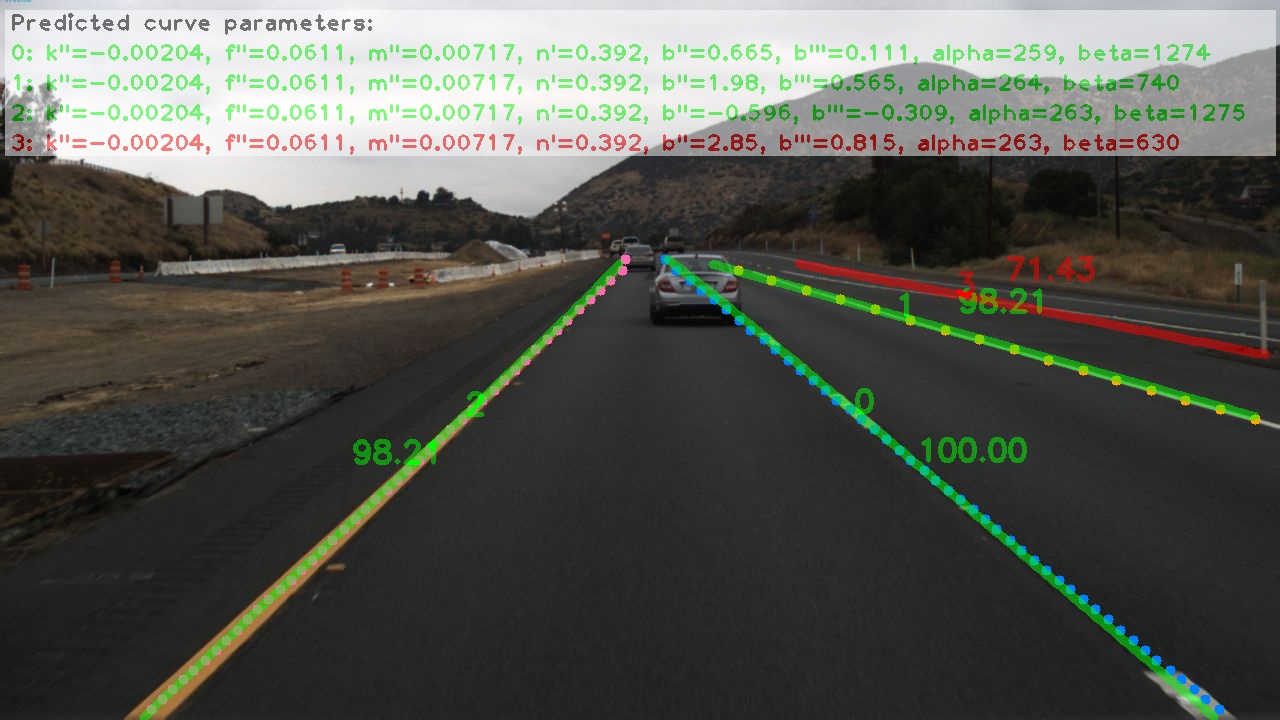 Predicted curve parameters:
0: k''=-0.00204, f''=0.0611, m''=0.00717, n'=0.392, b''=0.665, b'''=0.111, alpha=259, beta=1274
1: k''=-0.00204, f''=0.0611, m''=0.00717, n'=0.392, b''=1.98, b'''=0.565, alpha=264, beta=740
2: k''=-0.00204, f''=0.0611, m''=0.00717, n'=0.392, b''=-0.596, b'''=-0.309, alpha=263, beta=1275
3: k''=-0.00204, f''=0.0611, m''=0.00717, n'=0.392, b''=2.85, b'''=0.815, alpha=263, beta=630
3 71.43
1 98.21
2 0
98.21 100.00